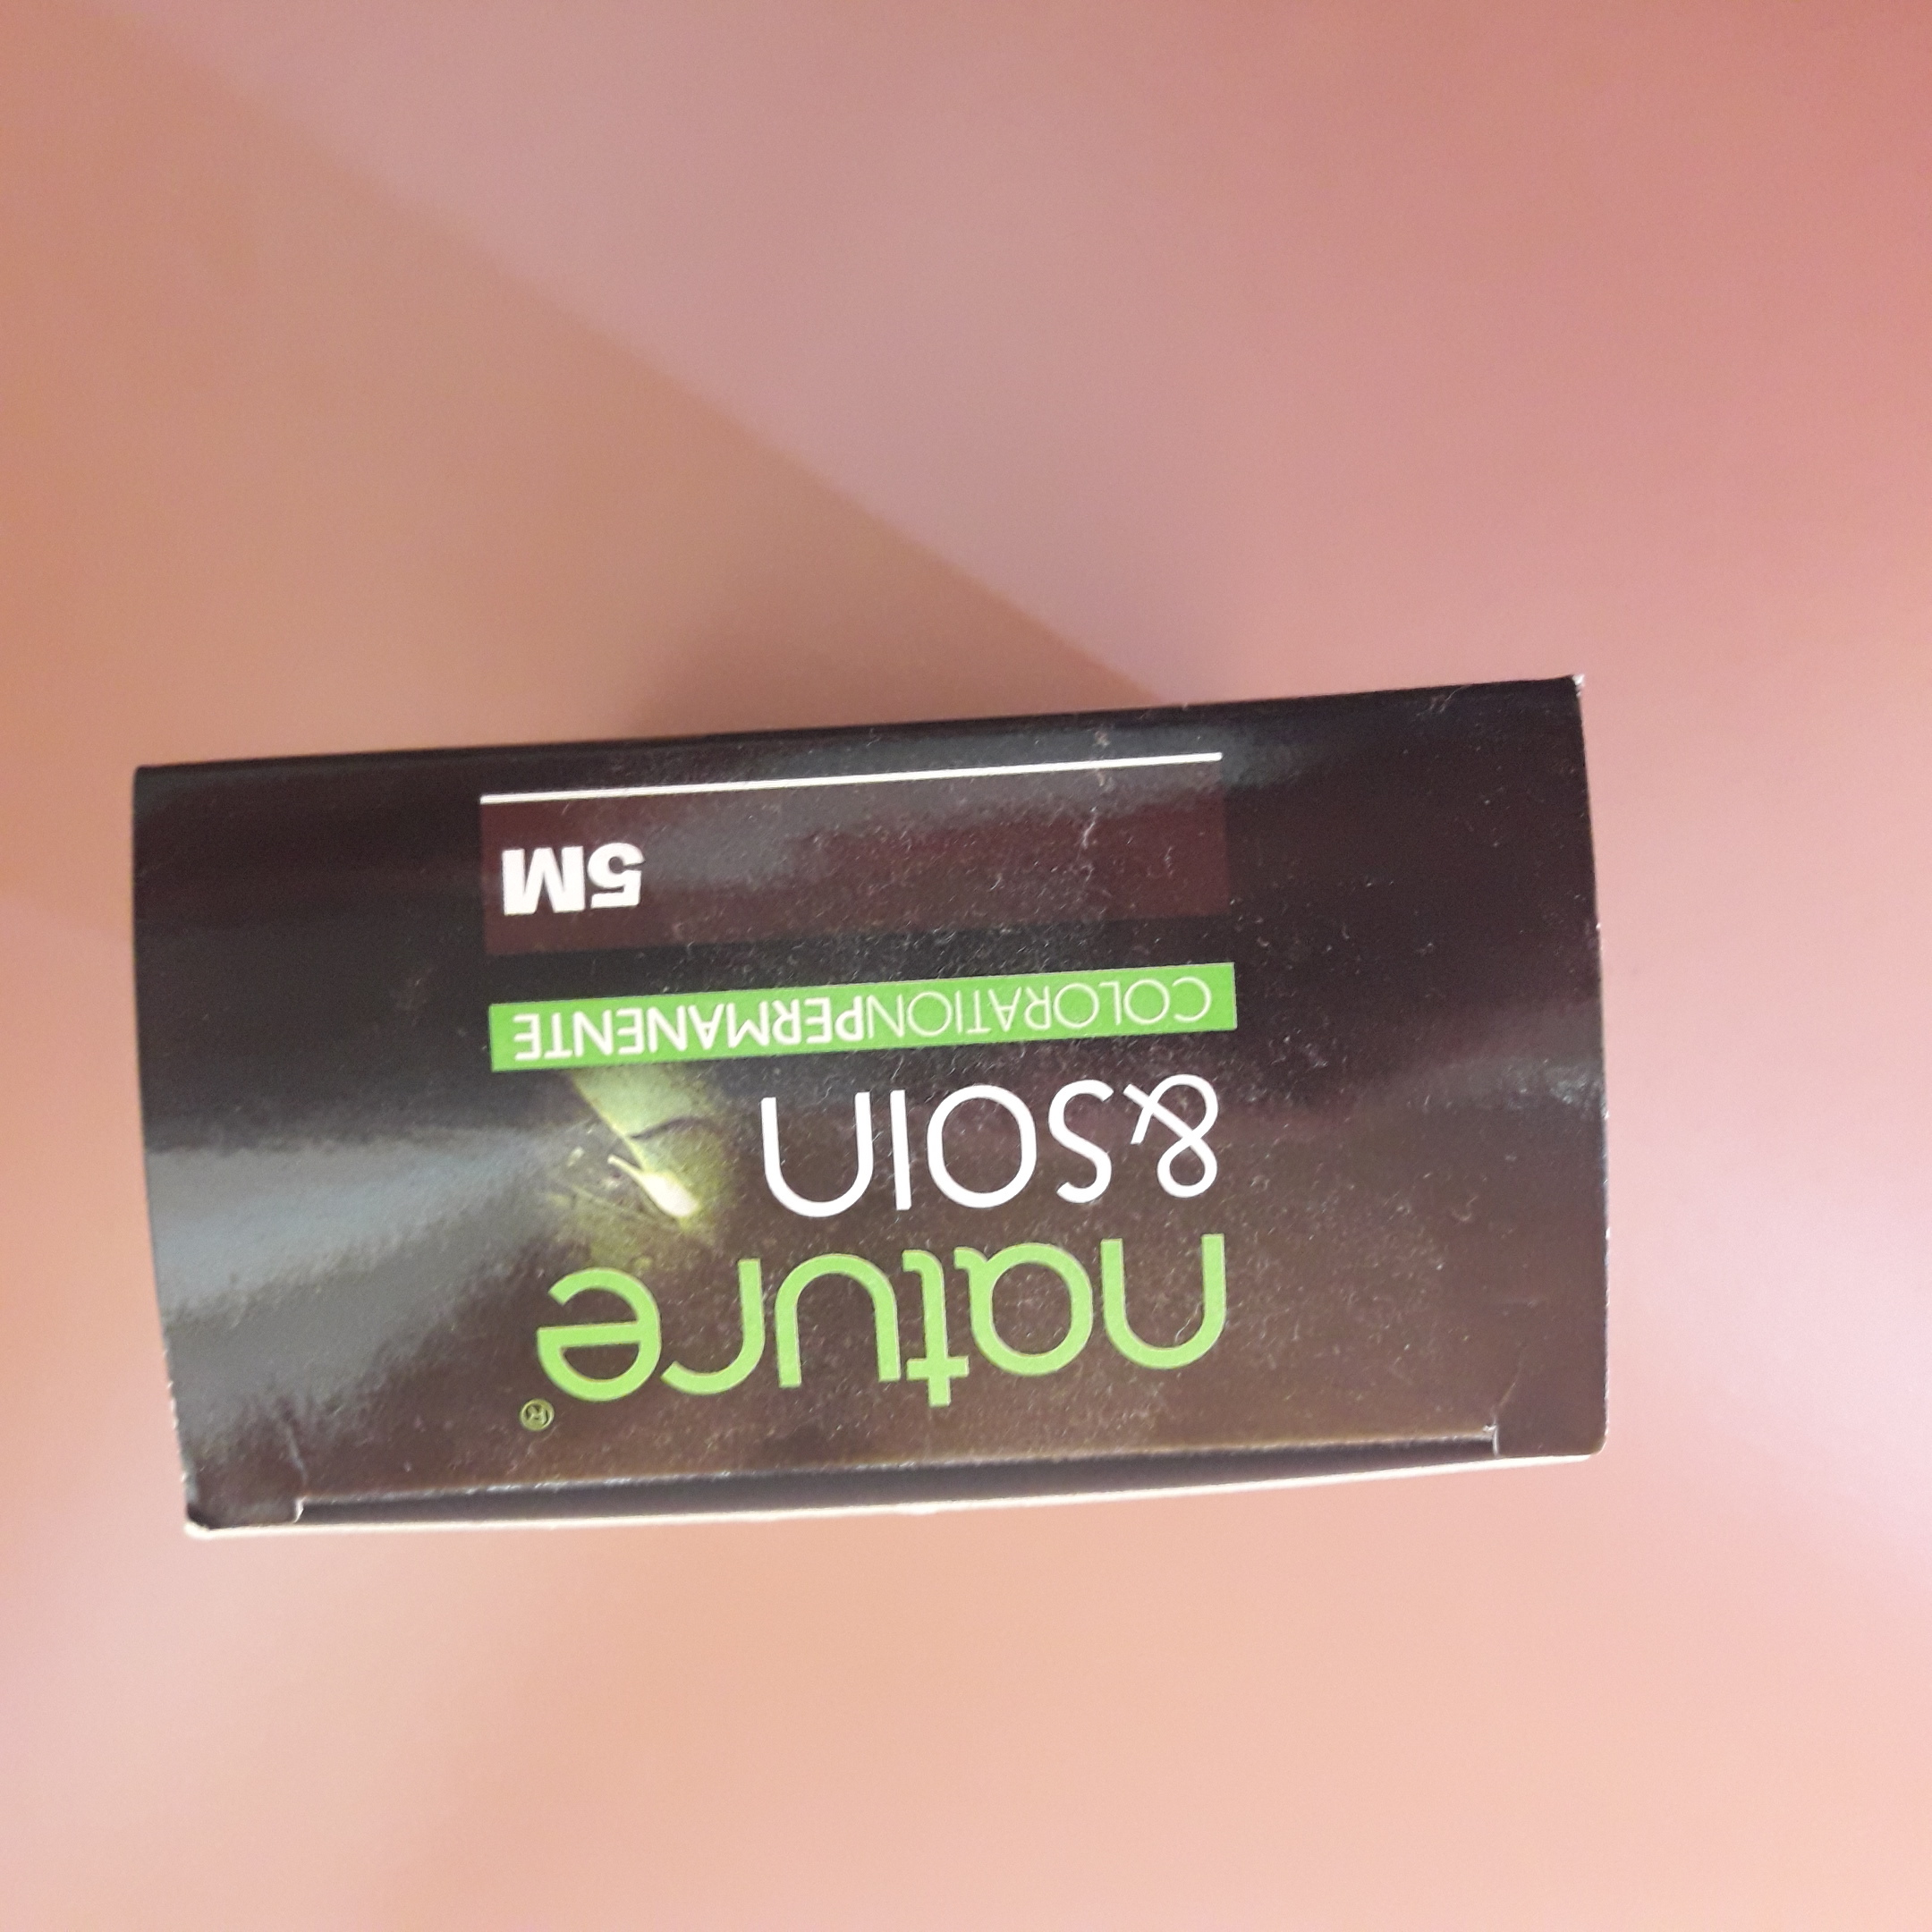 nature®
&soin
COLORATIONPERMANENTE
5M